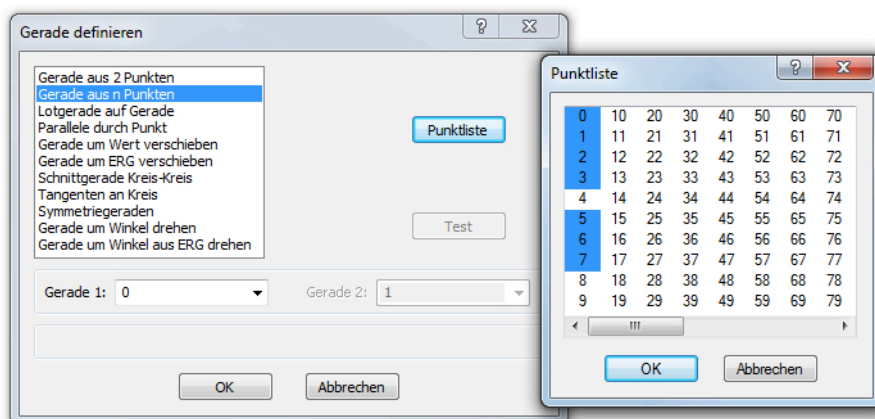 Gerade definieren
Gerade aus 2 Punkten
Gerade aus n Punkten
Lotgerade auf Gerade
Parallele durch Punkt
Gerade um Wert verschieben
Gerade um ERG verschieben
Schnittgerade Kreis-Kreis
Tangenten an Kreis
Symmetriegeraden
Gerade um Winkel drehen
Gerade um Winkel aus ERG drehen
Punktliste
Test
Gerade 1: 0 Gerade 2: 1
OK Abbrechen
Punktliste
0 10 20 30 40 50 60 70
1 11 21 31 41 51 61 71
2 12 22 32 42 52 62 72
3 13 23 33 43 53 63 73
4 14 24 34 44 54 64 74
5 15 25 35 45 55 65 75
6 16 26 36 46 56 66 76
7 17 27 37 47 57 67 77
8 18 28 38 48 58 68 78
9 19 29 39 49 59 69 79
OK Abbrechen